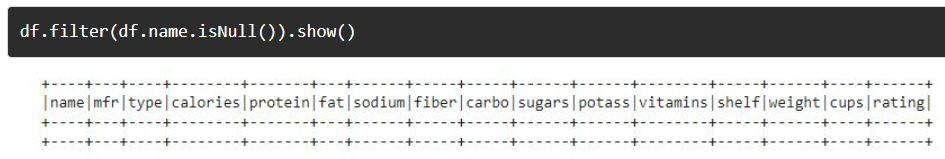 df.filter(df.name.isNull()).show()
+----+---+----+--------+-------+---+------+-----+-----+------+------+--------+-----+------+----+------+
|name|mfr|type|calories|protein|fat|sodium|fiber|carbo|sugars|potass|vitamins|shelf|weight|cups|rating|
+----+---+----+--------+-------+---+------+-----+-----+------+------+--------+-----+------+----+------+
+----+---+----+--------+-------+---+------+-----+-----+------+------+--------+-----+------+----+------+